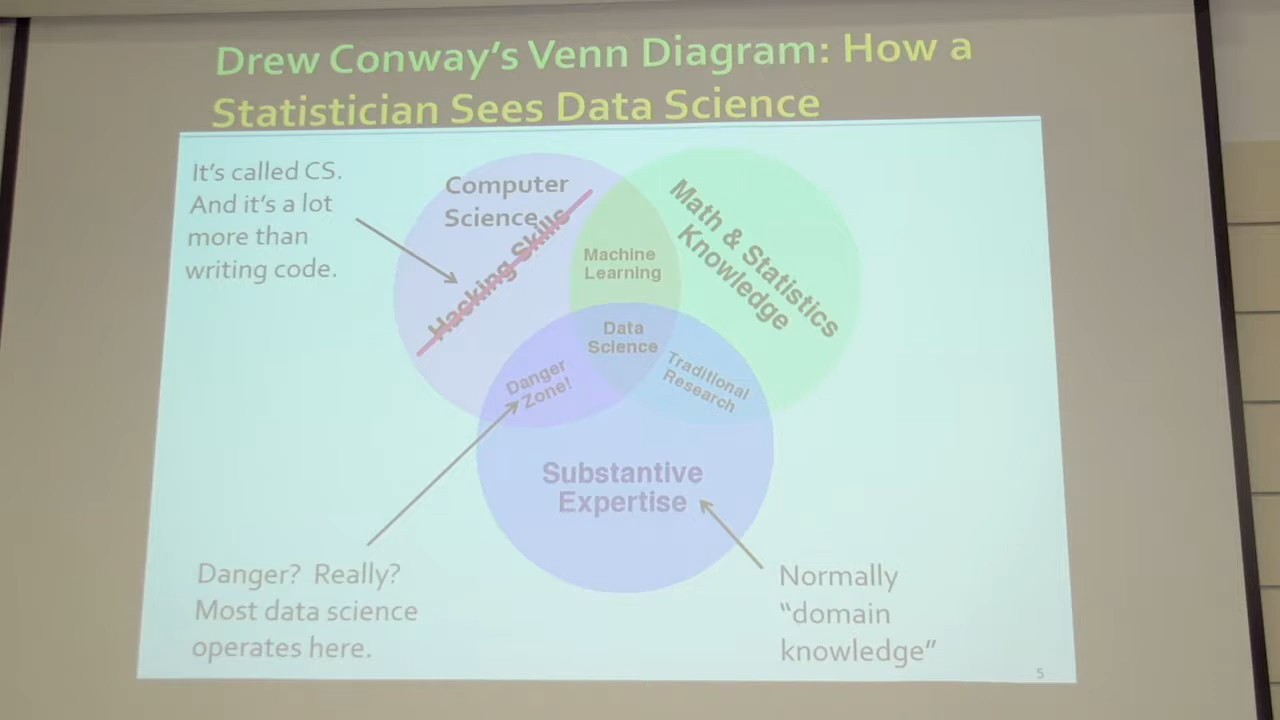 Drew Conway's Venn Diagram: How a
Statistician Sees Data Science
It's called CS.
And it's a lot
more than
writing code.
Computer
Science
Hacking Skills
Math & Statistics
Knowledge
Machine
Learning
Data
Science
Danger
Zone!
Traditional
Research
Substantive
Expertise
Danger? Really?
Most data science
operates here.
Normally
“domain
knowledge”
5